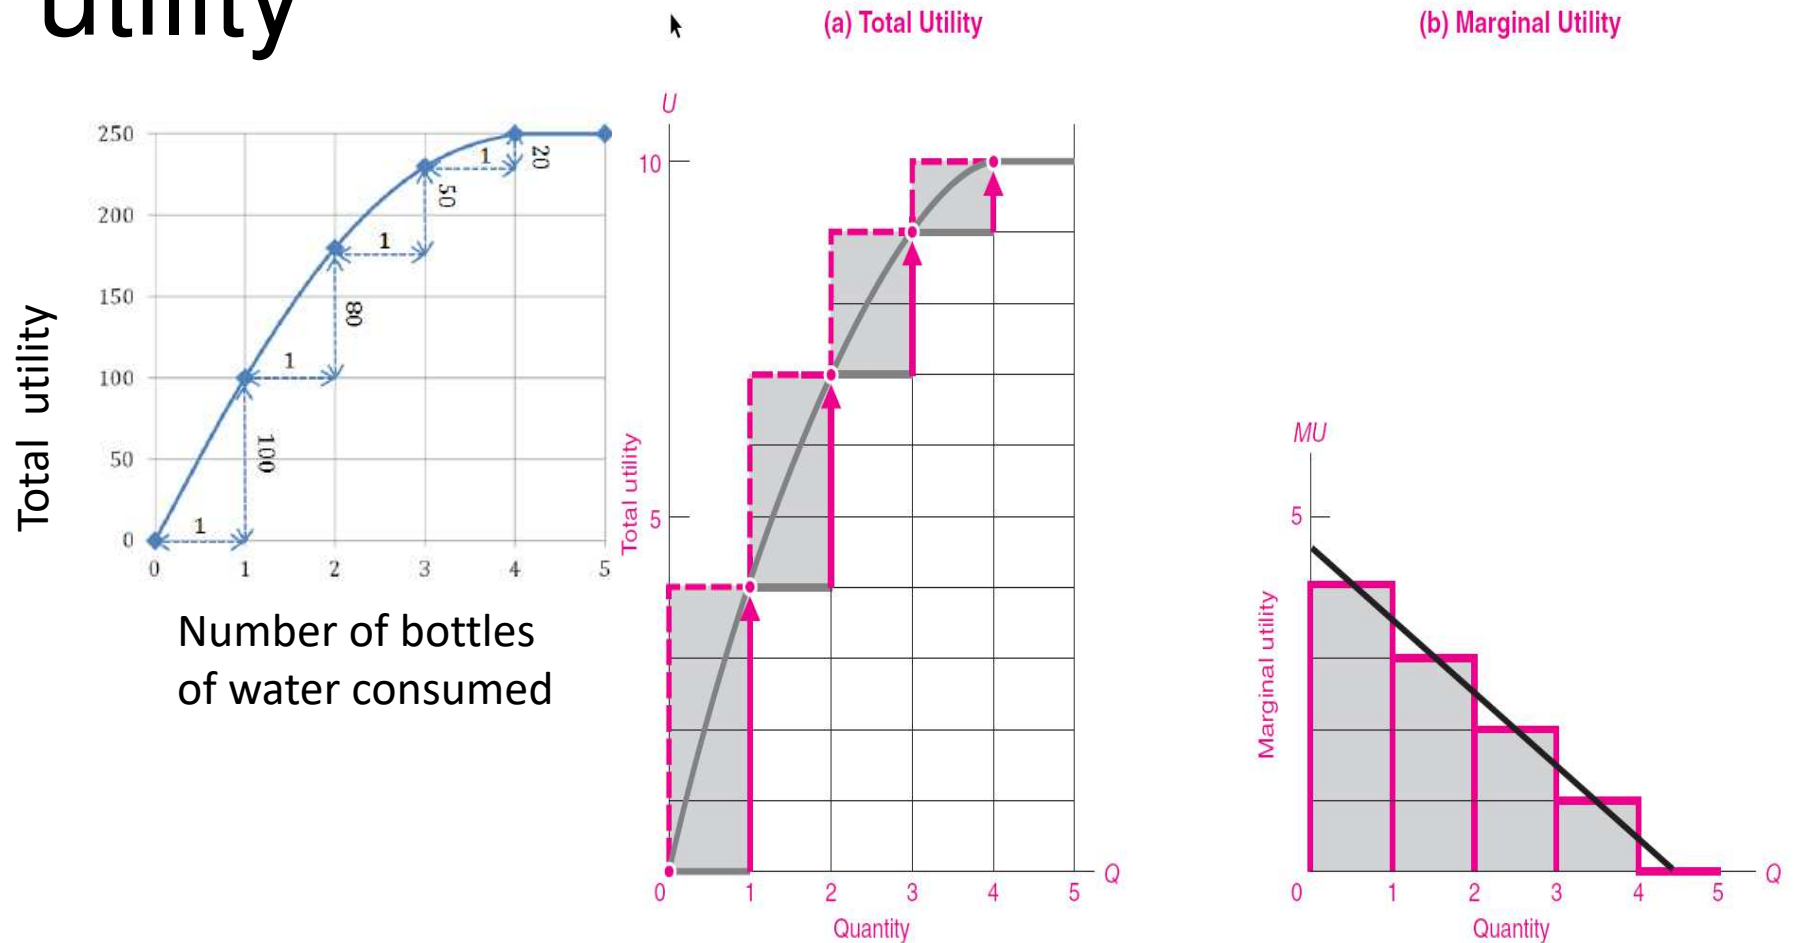 utility
(a) Total Utility
(b) Marginal Utility
Total utility
250
200
150
100
50
0
0 1 2 3 4 5
1
100
1
80
1
50
1
20
Number of bottles
of water consumed
U
10
5
Total utility
0 1 2 3 4 5 Q
Quantity
MU
5
Marginal utility
0 1 2 3 4 5 Q
Quantity